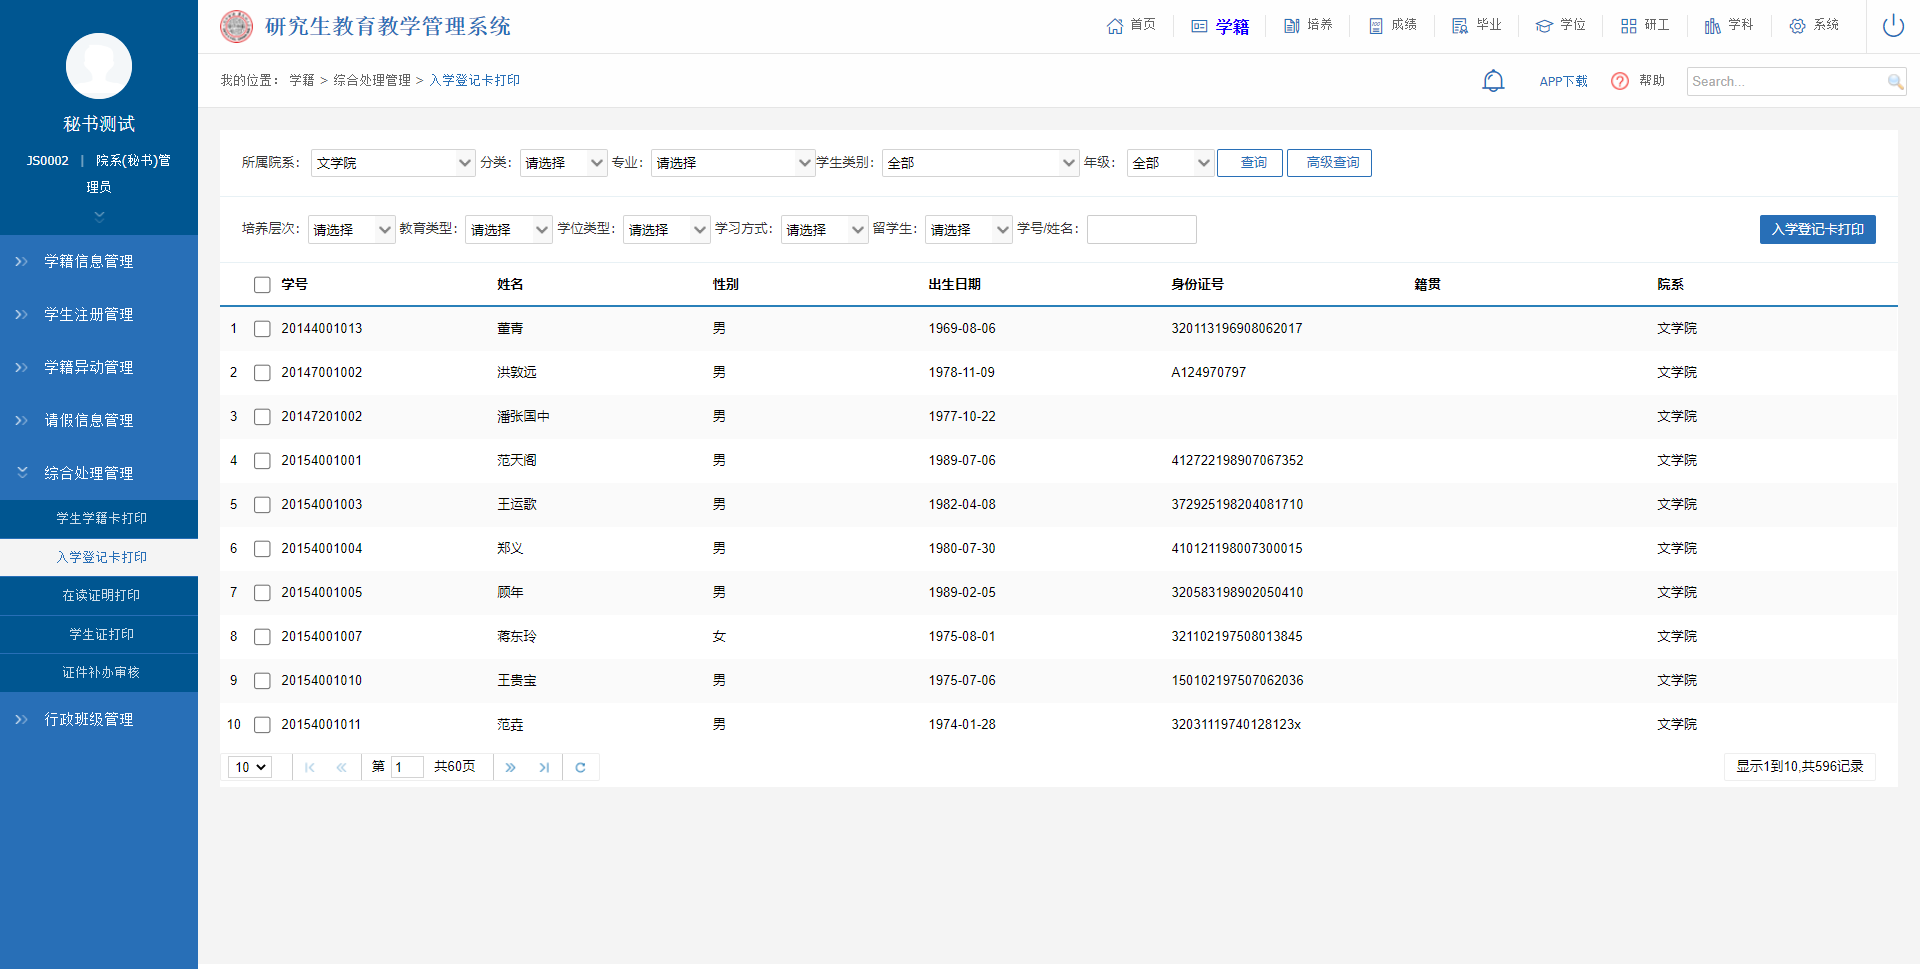 研究生教育教学管理系统
首页 学籍 培养 成绩 毕业 学位 研工 学科 系统
秘书测试
JS0002 | 院系(秘书)管
理员
我的位置： 学籍 > 综合处理管理 > 入学登记卡打印
APP下载 帮助 Search...
学籍信息管理
学生注册管理
学籍异动管理
请假信息管理
综合处理管理
学生学籍卡打印
入学登记卡打印
在读证明打印
学生证打印
证件补办审核
行政班级管理
所属院系： 文学院 分类： 请选择 专业： 请选择 学生类别： 全部 年级： 全部 查询 高级查询
培养层次： 请选择 教育类型： 请选择 学位类型： 请选择 学习方式： 请选择 留学生： 请选择 学号/姓名： 入学登记卡打印
学号 姓名 性别 出生日期 身份证号 籍贯 院系
1 20144001013 董青 男 1969-08-06 320113196908062017 文学院
2 20147001002 洪敦远 男 1978-11-09 A124970797 文学院
3 20147201002 潘张国中 男 1977-10-22 文学院
4 20154001001 范天阁 男 1989-07-06 412722198907067352 文学院
5 20154001003 王运歌 男 1982-04-08 372925198204081710 文学院
6 20154001004 郑义 男 1980-07-30 410121198007300015 文学院
7 20154001005 顾年 男 1989-02-05 320583198902050410 文学院
8 20154001007 蒋东玲 女 1975-08-01 321102197508013845 文学院
9 20154001010 王贵宝 男 1975-07-06 150102197507062036 文学院
10 20154001011 范垚 男 1974-01-28 32031119740128123x 文学院
10 第 1 共60页 显示1到10,共596记录